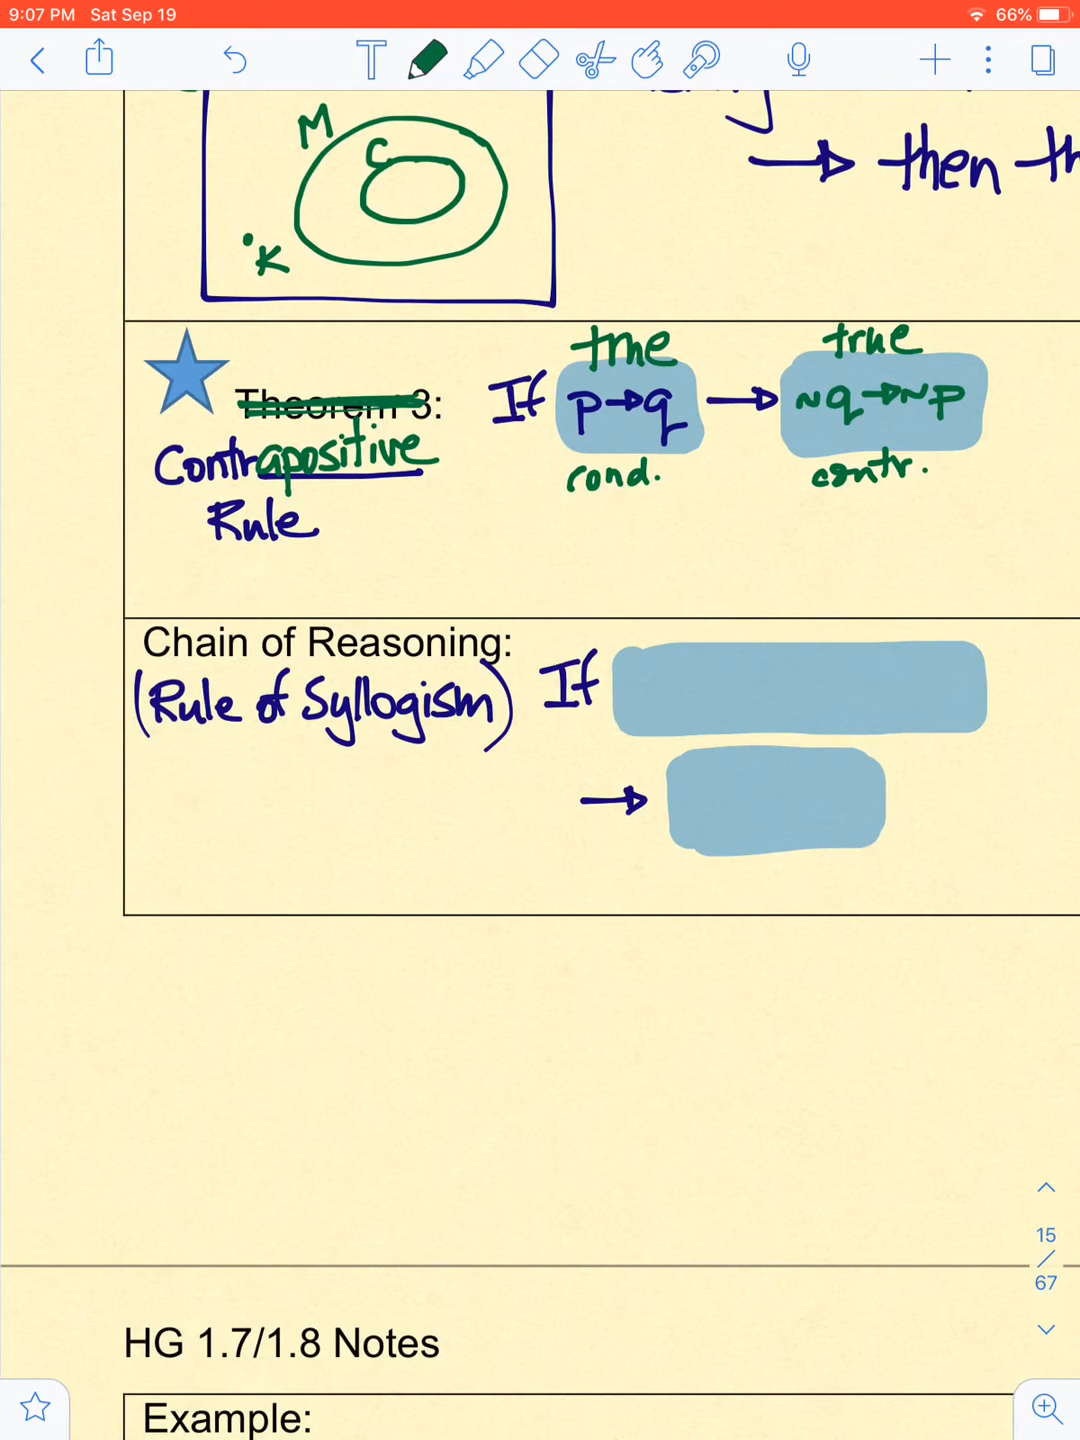 9:07 PM Sat Sep 19 66%
M
C
K
→ then th
true true
Theorem 3: If p→q → ~q→~p
Contrapositive cond. contr.
Rule
Chain of Reasoning:
(Rule of Syllogism) If
→
15
/
67
HG 1.7/1.8 Notes
Example: